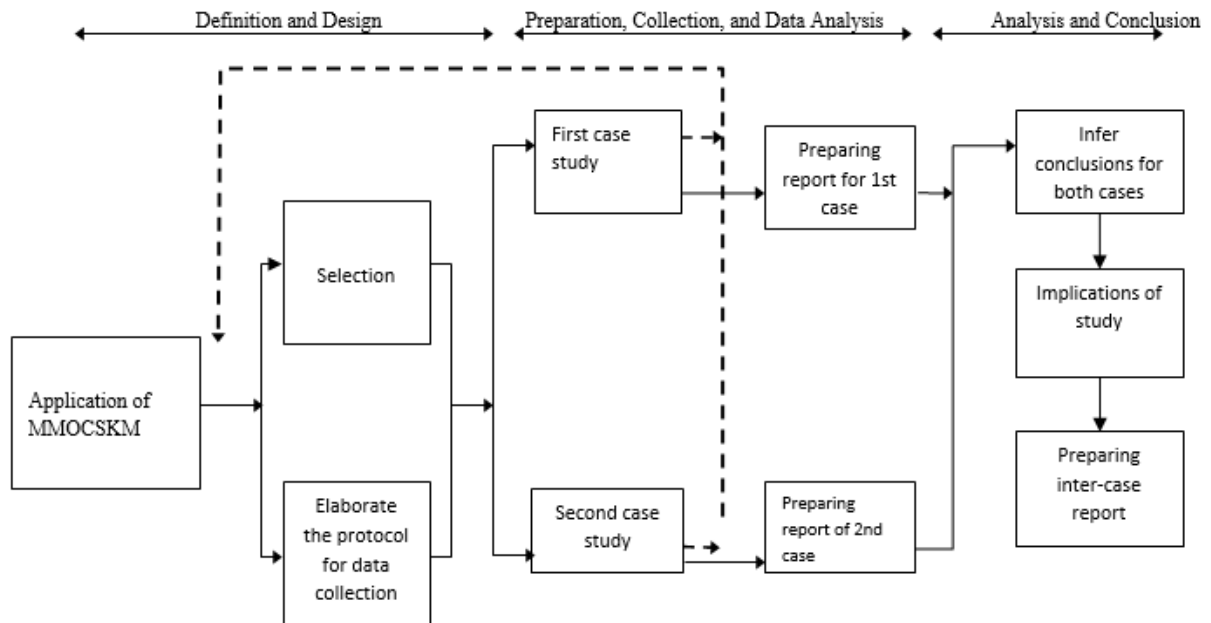 Definition and Design
Preparation, Collection, and Data Analysis
Analysis and Conclusion
Application of
MMOCSKM
Selection
Elaborate
the protocol
for data
collection
First case
study
Second case
study
Preparing
report for 1st
case
Preparing
report of 2nd
case
Infer
conclusions for
both cases
Implications of
study
Preparing
inter-case
report